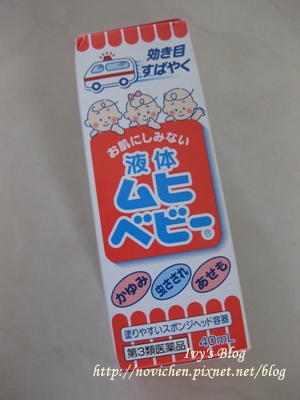 効き目
すばやく
お肌にしみない
液体
ムヒ
ベビー®
かゆみ
虫さされ
あせも
塗りやすいスポンジヘッド容器
第3類医薬品
40mL
Ivy's Blog
http://novichen.pixnet.net/blog